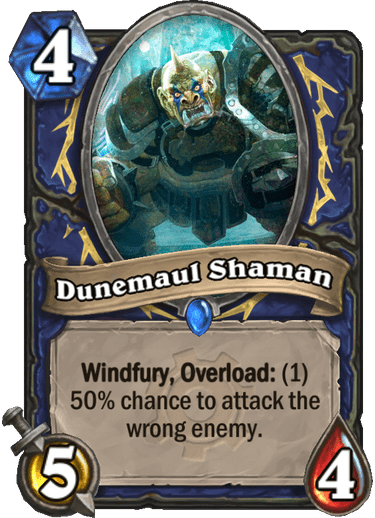 4
Dunemaul Shaman
Windfury, Overload: (1)
50% chance to attack the
wrong enemy.
5
4